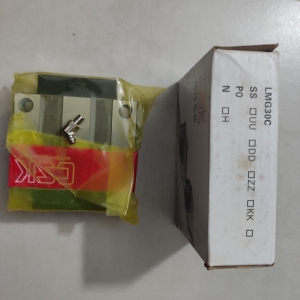 LMG30C
SS □UU □DD □ZZ □KK □
P0
N □H
CSK